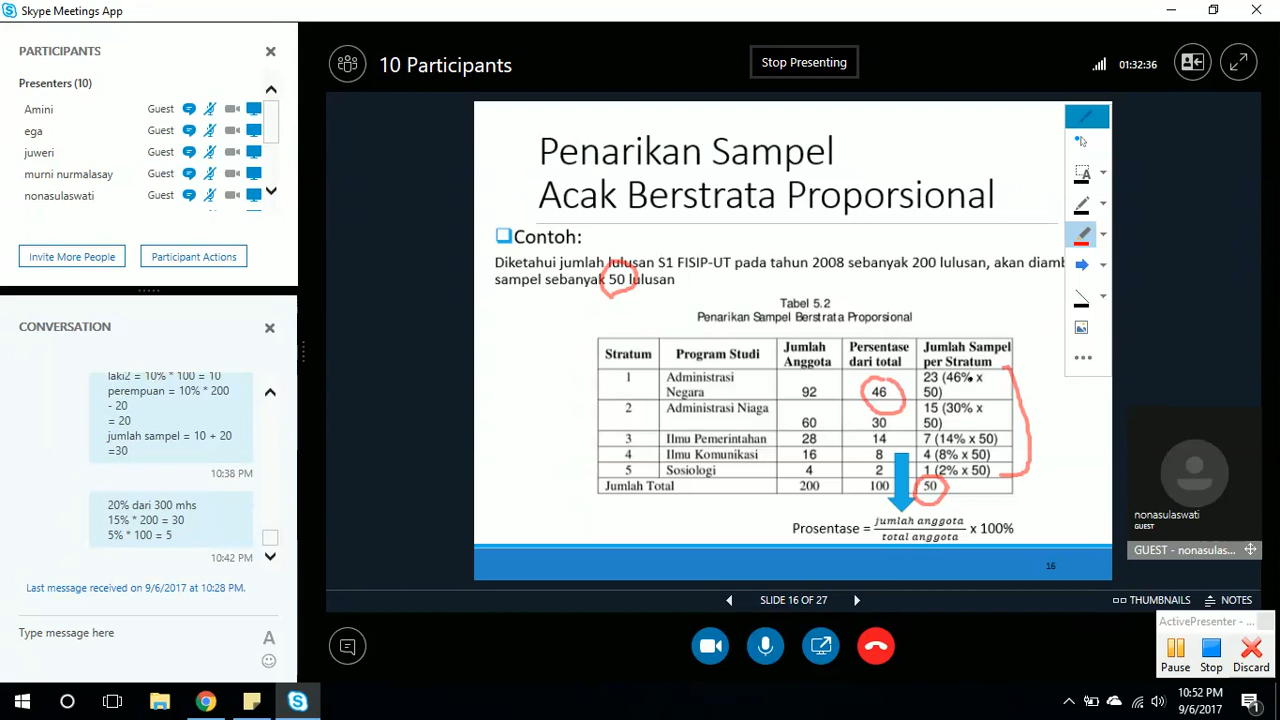 Skype Meetings App
PARTICIPANTS
Presenters (10)
Amini Guest
ega Guest
juweri Guest
murni nurmalasay Guest
nonasulaswati Guest
Invite More People Participant Actions
CONVERSATION
laki2 = 10% * 100 = 10
perempuan = 10% * 200
- 20
= 20
jumlah sampel = 10 + 20
=30
10:38 PM
20% dari 300 mhs
15% * 200 = 30
5% * 100 = 5
10:42 PM
Last message received on 9/6/2017 at 10:28 PM.
Type message here
A
10 Participants
Stop Presenting
01:32:36
Penarikan Sampel
Acak Berstrata Proporsional
Contoh:
Diketahui jumlah lulusan S1 FISIP-UT pada tahun 2008 sebanyak 200 lulusan, akan diamb
sampel sebanyak 50 lulusan
Tabel 5.2
Penarikan Sampel Berstrata Proporsional
Stratum Program Studi Jumlah Anggota Persentase dari total Jumlah Sampel per Stratum
1 Administrasi Negara 92 46 23 (46% x 50)
2 Administrasi Niaga 60 30 15 (30% x 50)
3 Ilmu Pemerintahan 28 14 7 (14% x 50)
4 Ilmu Komunikasi 16 8 4 (8% x 50)
5 Sosiologi 4 2 1 (2% x 50)
Jumlah Total 200 100 50
Prosentase = jumlah anggota / total anggota x 100%
16
A
nonasulaswati
GUEST
GUEST - nonasulas...
SLIDE 16 OF 27
THUMBNAILS NOTES
ActivePresenter - ...
Pause Stop Discard
10:52 PM
9/6/2017
1